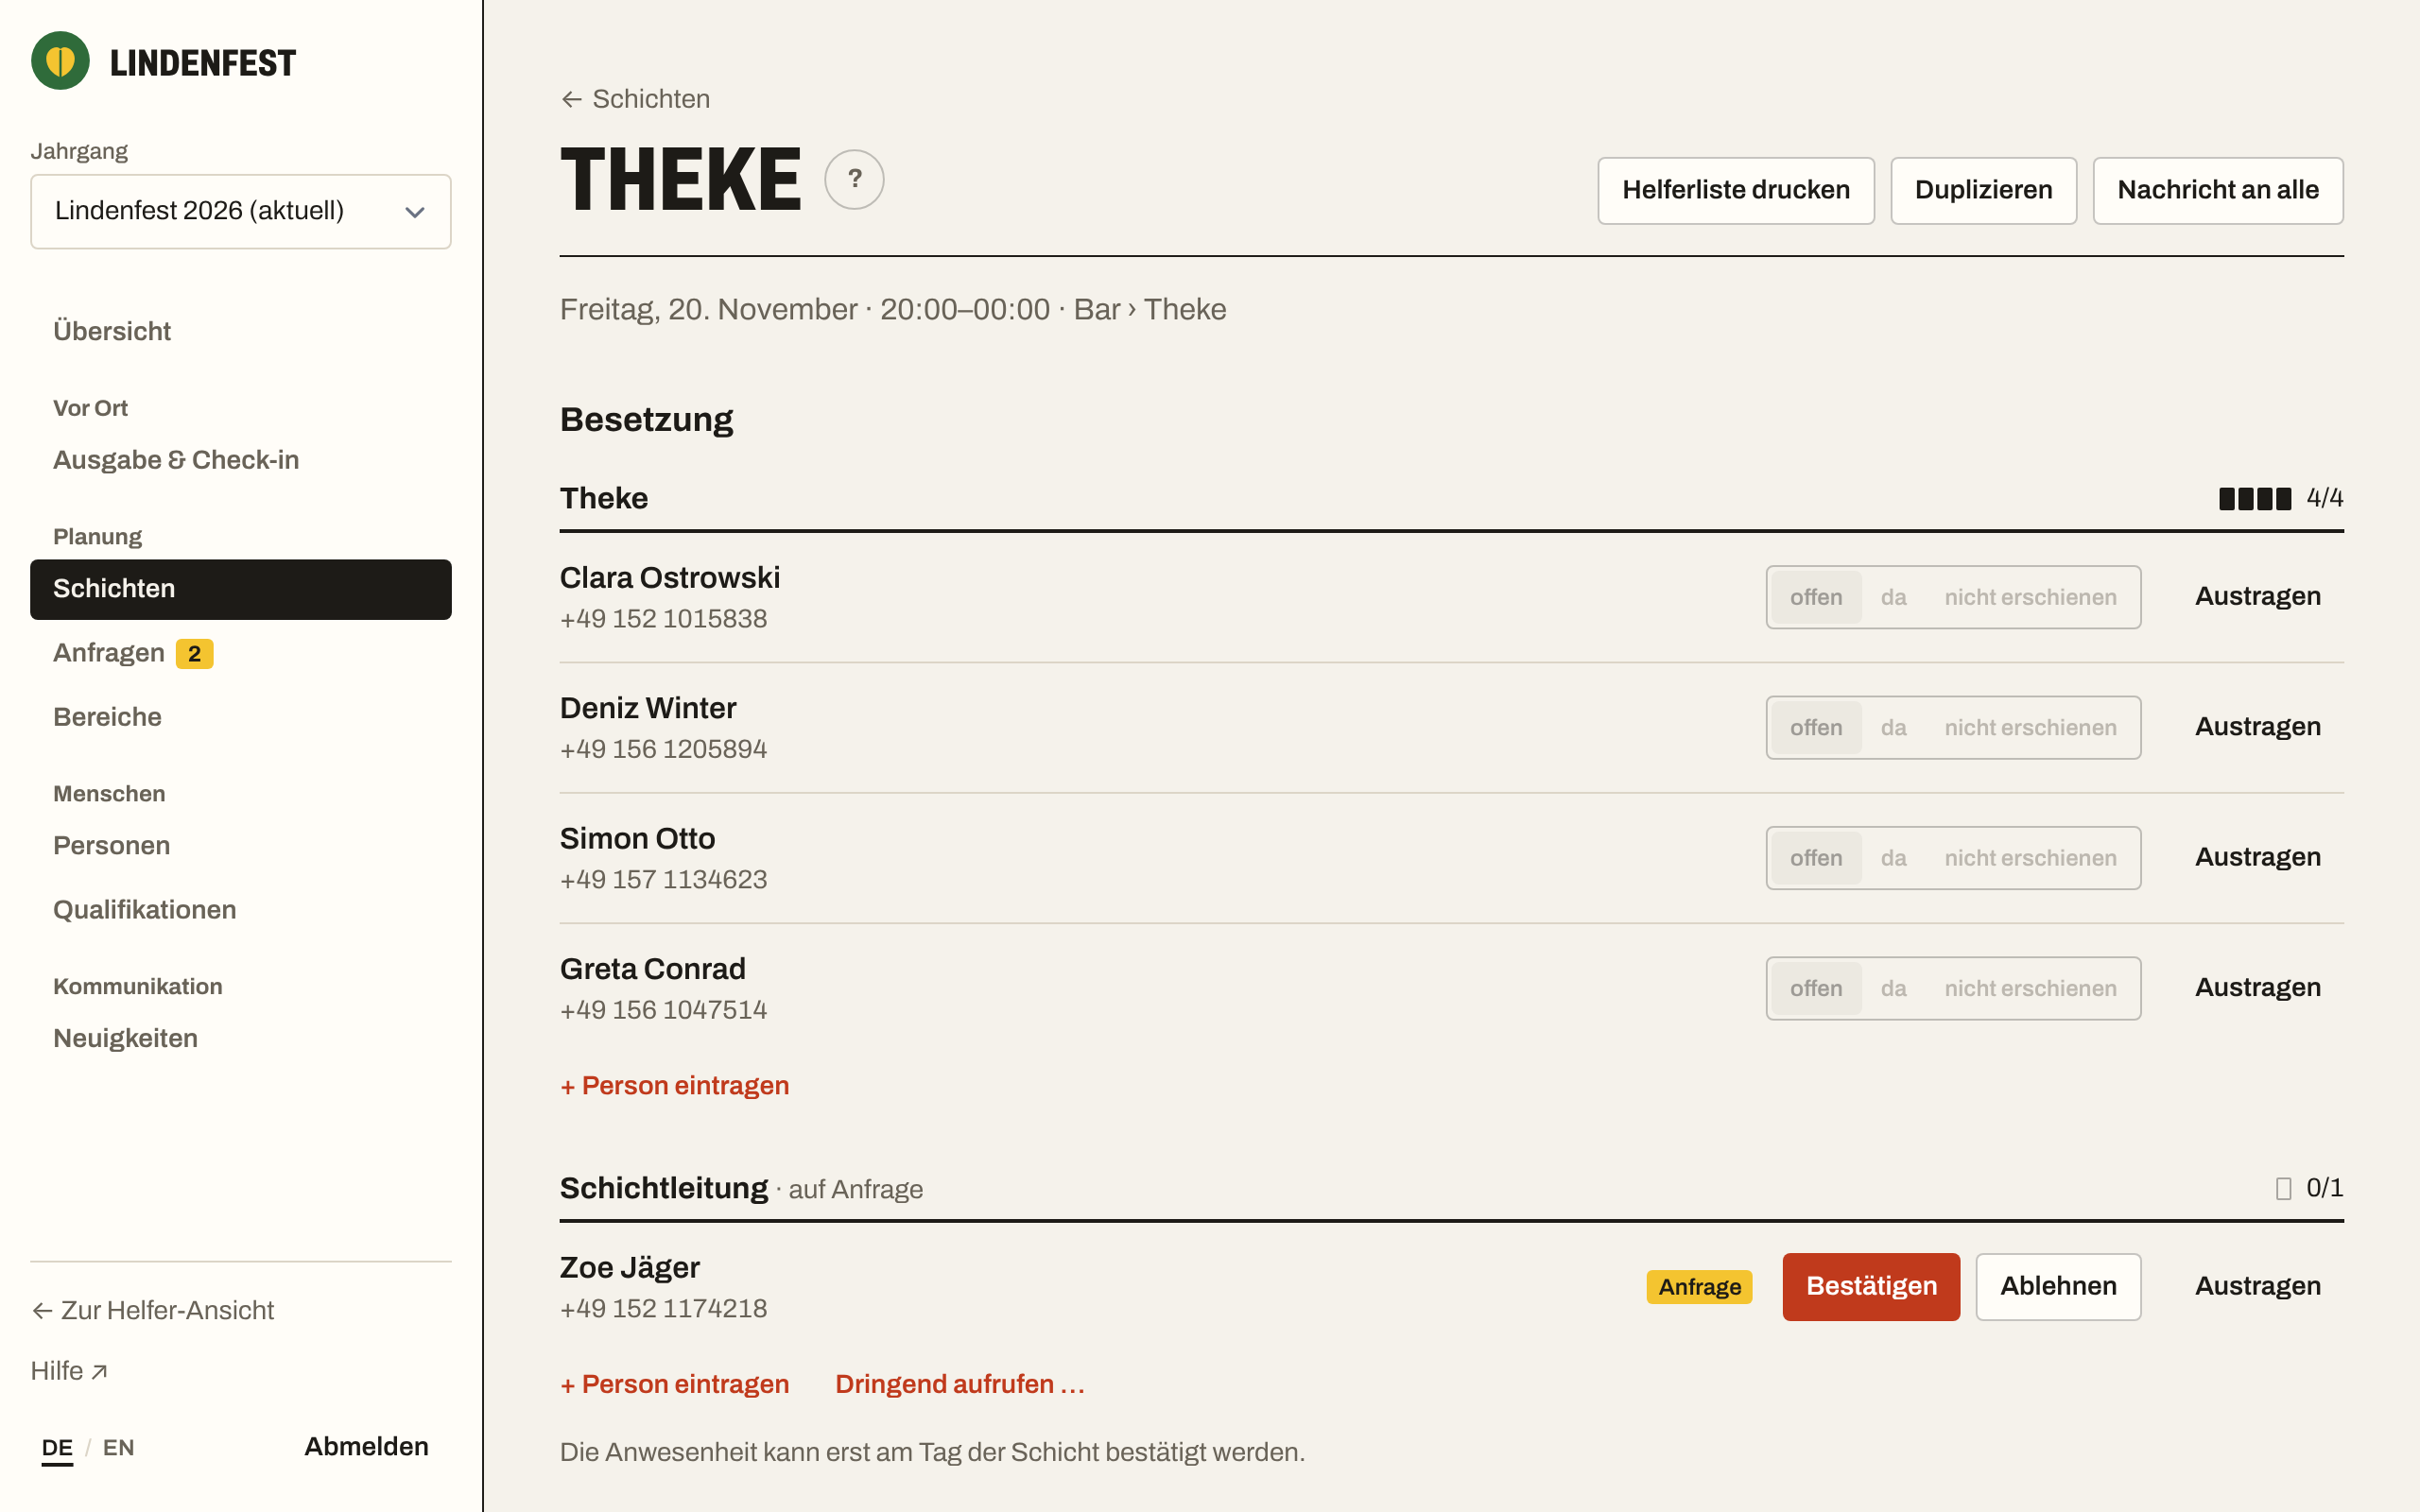 LINDENFEST
Jahrgang
Lindenfest 2026 (aktuell)
Übersicht
Vor Ort
Ausgabe & Check-in
Planung
Schichten
Anfragen 2
Bereiche
Menschen
Personen
Qualifikationen
Kommunikation
Neuigkeiten
← Zur Helfer-Ansicht
Hilfe ↗
DE / EN Abmelden
← Schichten
THEKE ? Helferliste drucken Duplizieren Nachricht an alle
Freitag, 20. November · 20:00–00:00 · Bar › Theke
Besetzung
Theke 4/4
Clara Ostrowski
+49 152 1015838
offen da nicht erschienen Austragen
Deniz Winter
+49 156 1205894
offen da nicht erschienen Austragen
Simon Otto
+49 157 1134623
offen da nicht erschienen Austragen
Greta Conrad
+49 156 1047514
offen da nicht erschienen Austragen
+ Person eintragen
Schichtleitung · auf Anfrage 0/1
Zoe Jäger
+49 152 1174218
Anfrage Bestätigen Ablehnen Austragen
+ Person eintragen Dringend aufrufen ...
Die Anwesenheit kann erst am Tag der Schicht bestätigt werden.